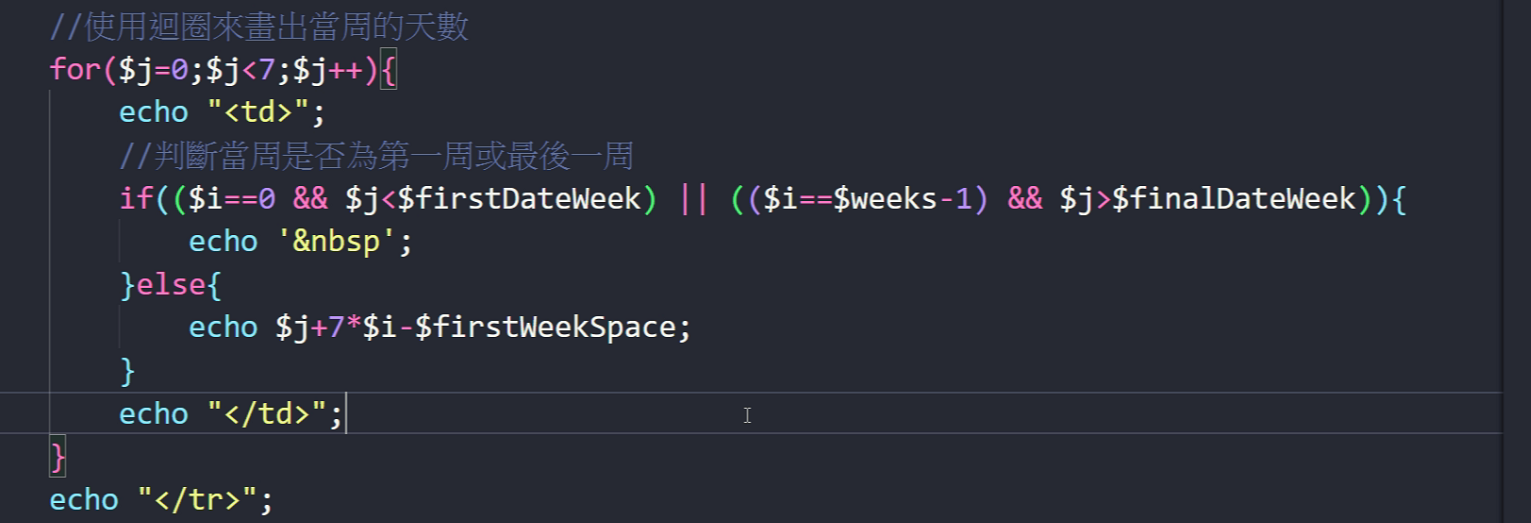 //使用迴圈來畫出當周的天數
for($j=0;$j<7;$j++){
    echo "<td>";
    //判斷當周是否為第一周或最後一周
    if(($i==0 && $j<$firstDateWeek) || (($i==$weeks-1) && $j>$finalDateWeek)){
        echo '&nbsp';
    }else{
        echo $j+7*$i-$firstWeekSpace;
    }
    echo "</td>";
}
echo "</tr>";